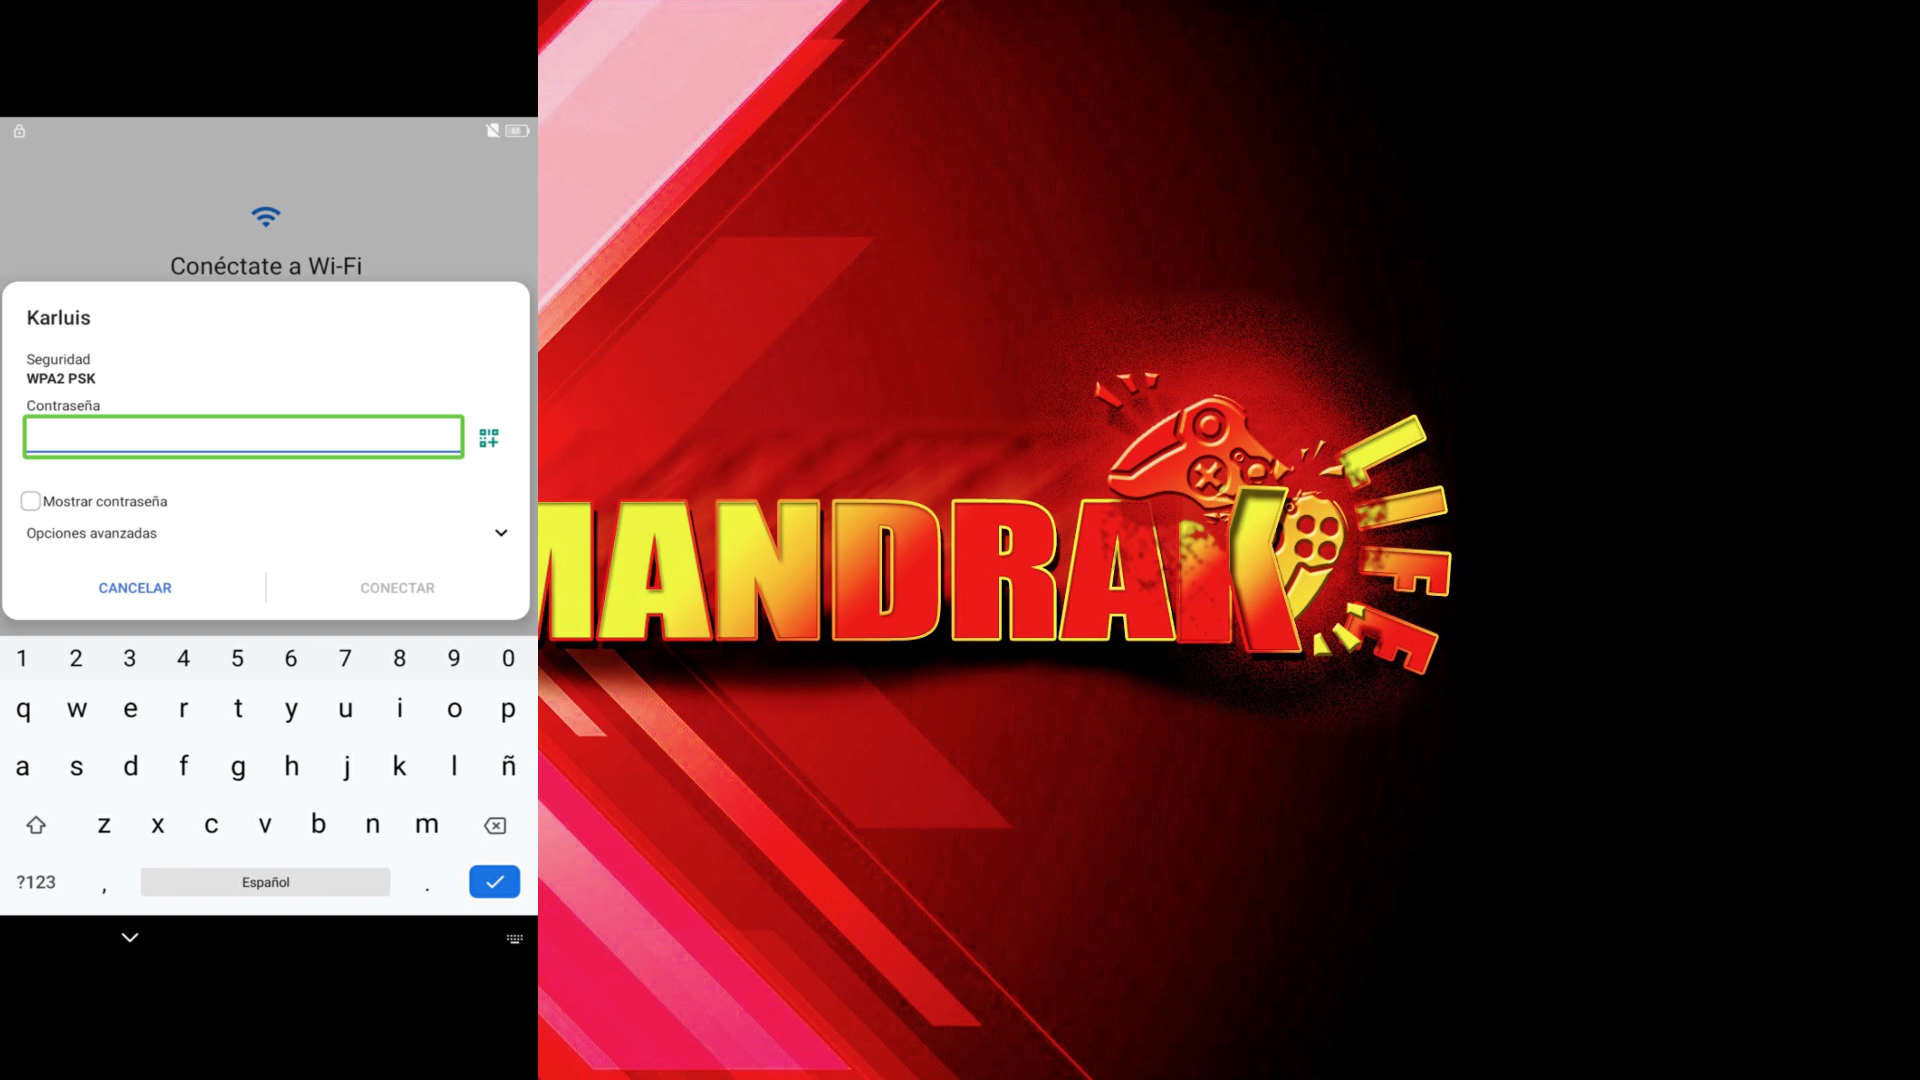 65
Conéctate a Wi-Fi
Karluis
Seguridad
WPA2 PSK
Contraseña
Mostrar contraseña
Opciones avanzadas
CANCELAR
CONECTAR
1 2 3 4 5 6 7 8 9 0
q w e r t y u i o p
a s d f g h j k l ñ
z x c v b n m
?123 , Español .
MANDRAK
LIFE